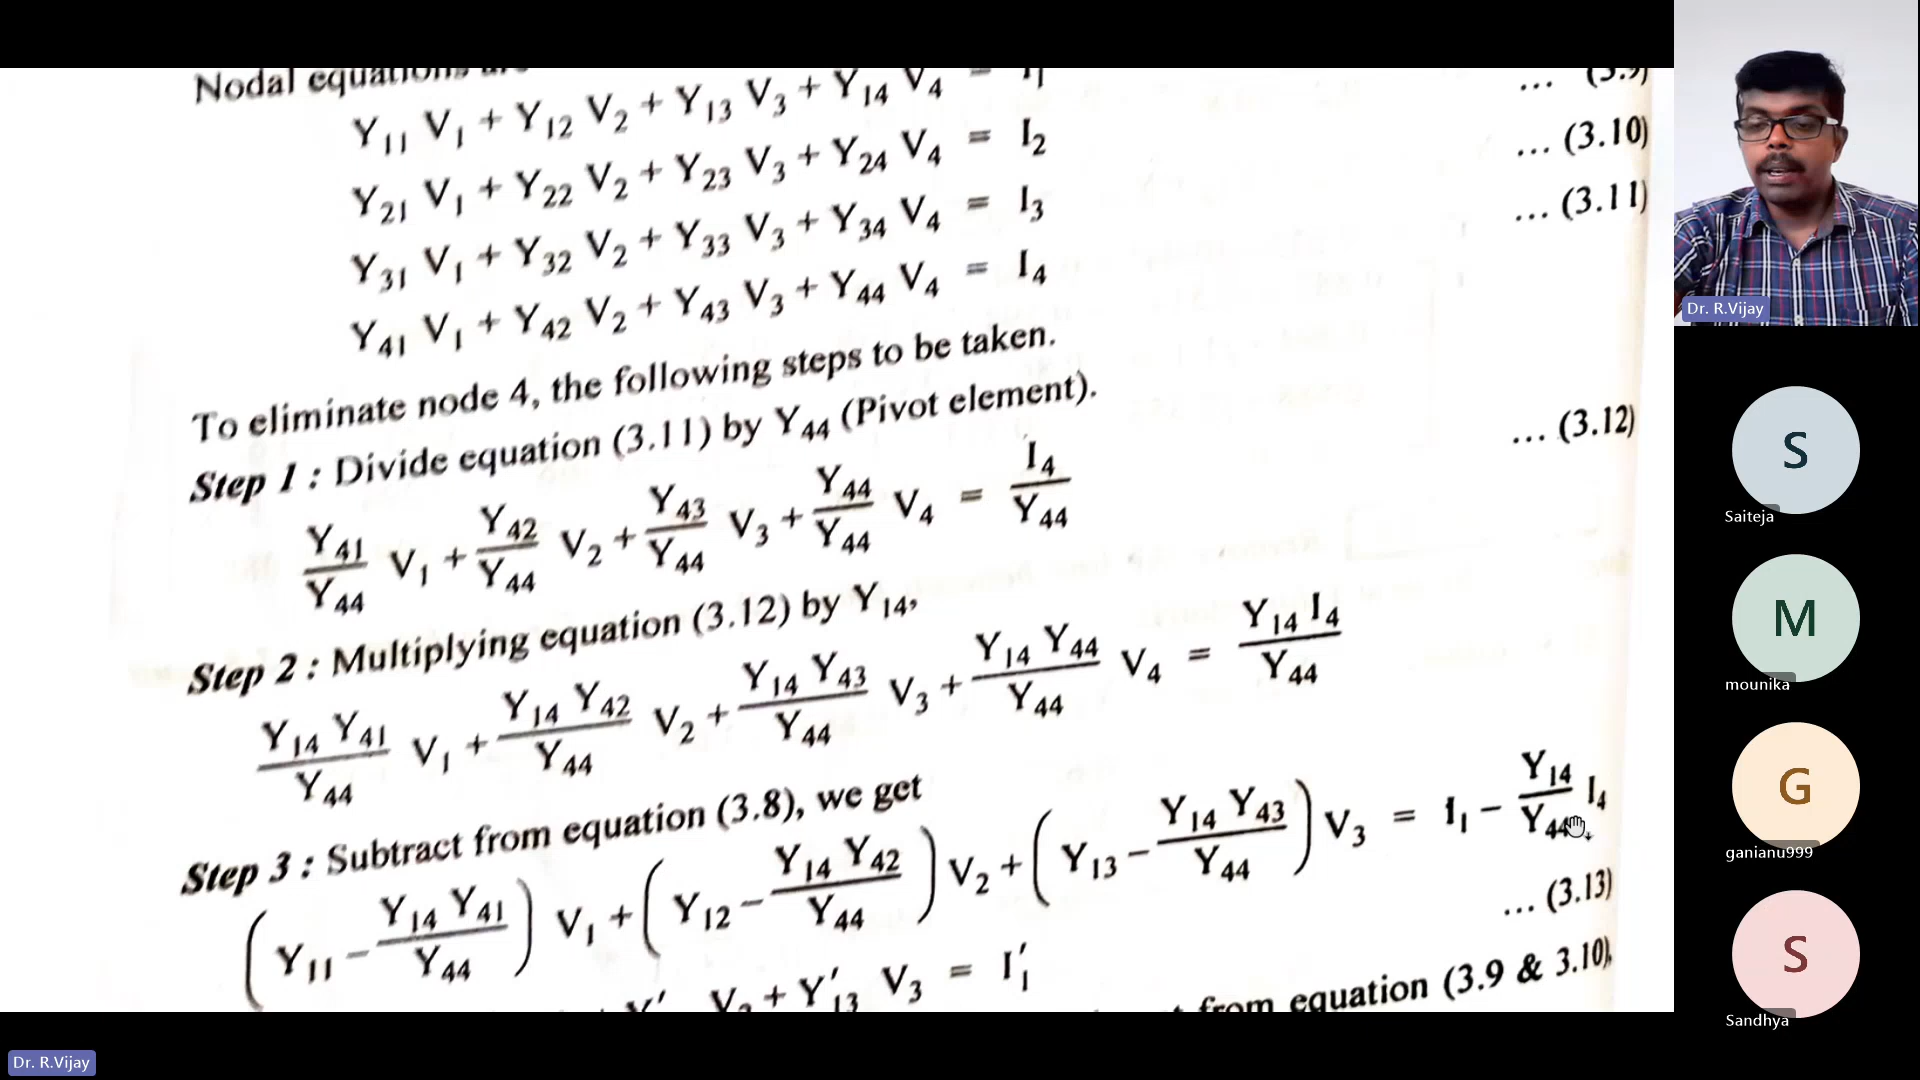 Nodal equations are
Y11 V1 + Y12 V2 + Y13 V3 + Y14 V4 = I1
... (3.9)
Y21 V1 + Y22 V2 + Y23 V3 + Y24 V4 = I2
... (3.10)
Y31 V1 + Y32 V2 + Y33 V3 + Y34 V4 = I3
... (3.11)
Y41 V1 + Y42 V2 + Y43 V3 + Y44 V4 = I4
To eliminate node 4, the following steps to be taken.
Step 1 : Divide equation (3.11) by Y44 (Pivot element).
Y41/Y44 V1 + Y42/Y44 V2 + Y43/Y44 V3 + Y44/Y44 V4 = I4/Y44
... (3.12)
Step 2 : Multiplying equation (3.12) by Y14,
Y14 Y41/Y44 V1 + Y14 Y42/Y44 V2 + Y14 Y43/Y44 V3 + Y14 Y44/Y44 V4 = Y14 I4/Y44
Step 3 : Subtract from equation (3.8), we get
(Y11 − Y14 Y41/Y44) V1 + (Y12 − Y14 Y42/Y44) V2 + (Y13 − Y14 Y43/Y44) V3 = I1 − Y14/Y44 I4
... (3.13)
V2 + Y′13 V3 = I′1
from equation (3.9 & 3.10),
Dr. R.Vijay
S
Saiteja
M
mounika
G
ganianu999
S
Sandhya
Dr. R.Vijay